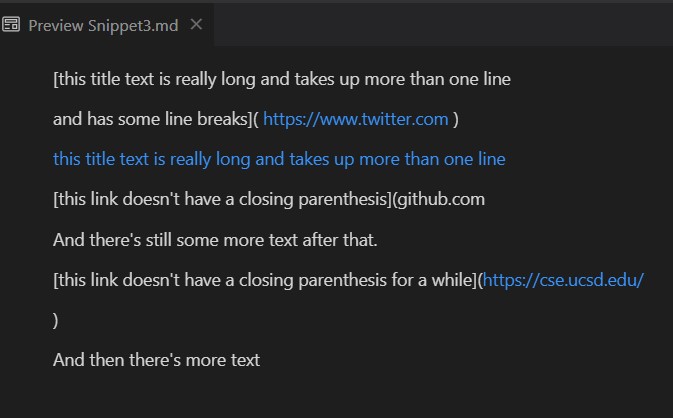 Preview Snippet3.md
[this title text is really long and takes up more than one line
and has some line breaks]( https://www.twitter.com )
this title text is really long and takes up more than one line
[this link doesn't have a closing parenthesis](github.com
And there's still some more text after that.
[this link doesn't have a closing parenthesis for a while](https://cse.ucsd.edu/
)
And then there's more text